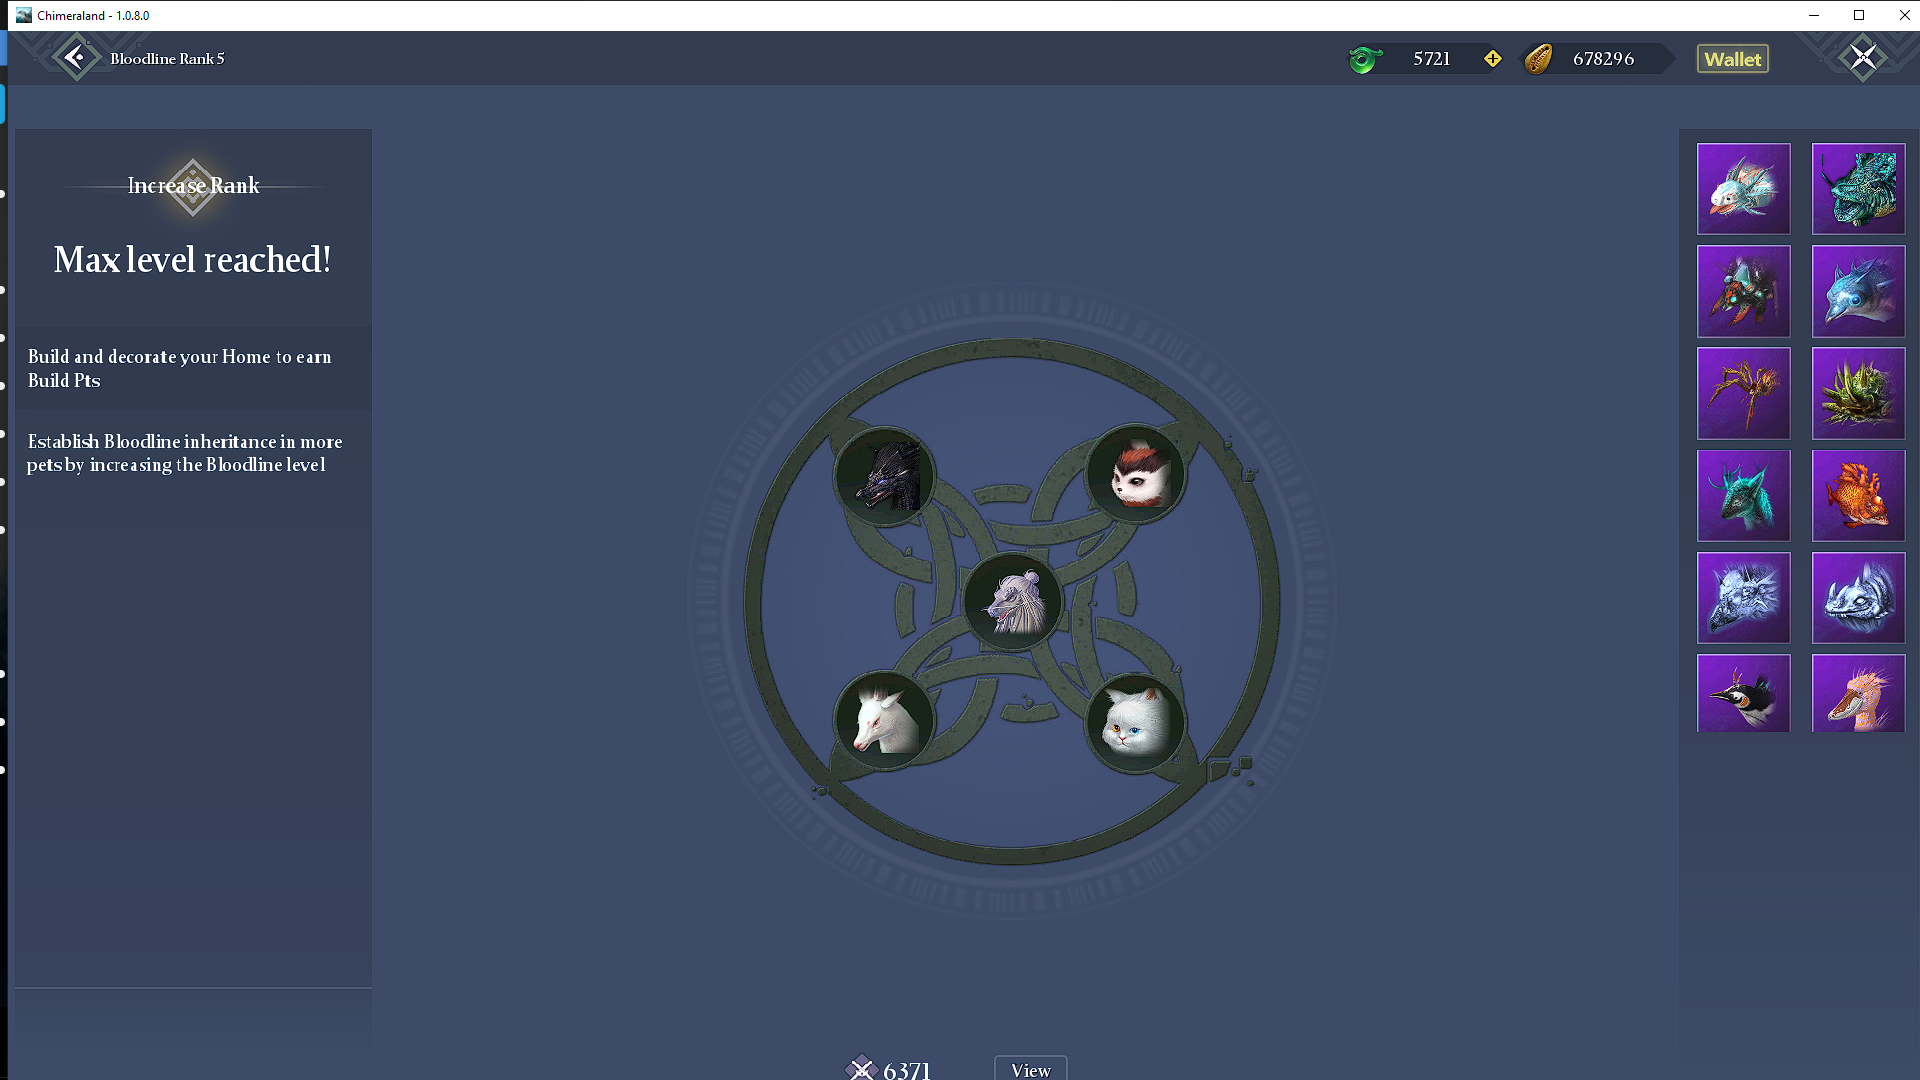 Chimeraland - 1.0.8.0
Bloodline Rank 5
5721
678296
Wallet
Increase Rank
Max level reached!
Build and decorate your Home to earn
Build Pts
Establish Bloodline inheritance in more
pets by increasing the Bloodline level
6371
View